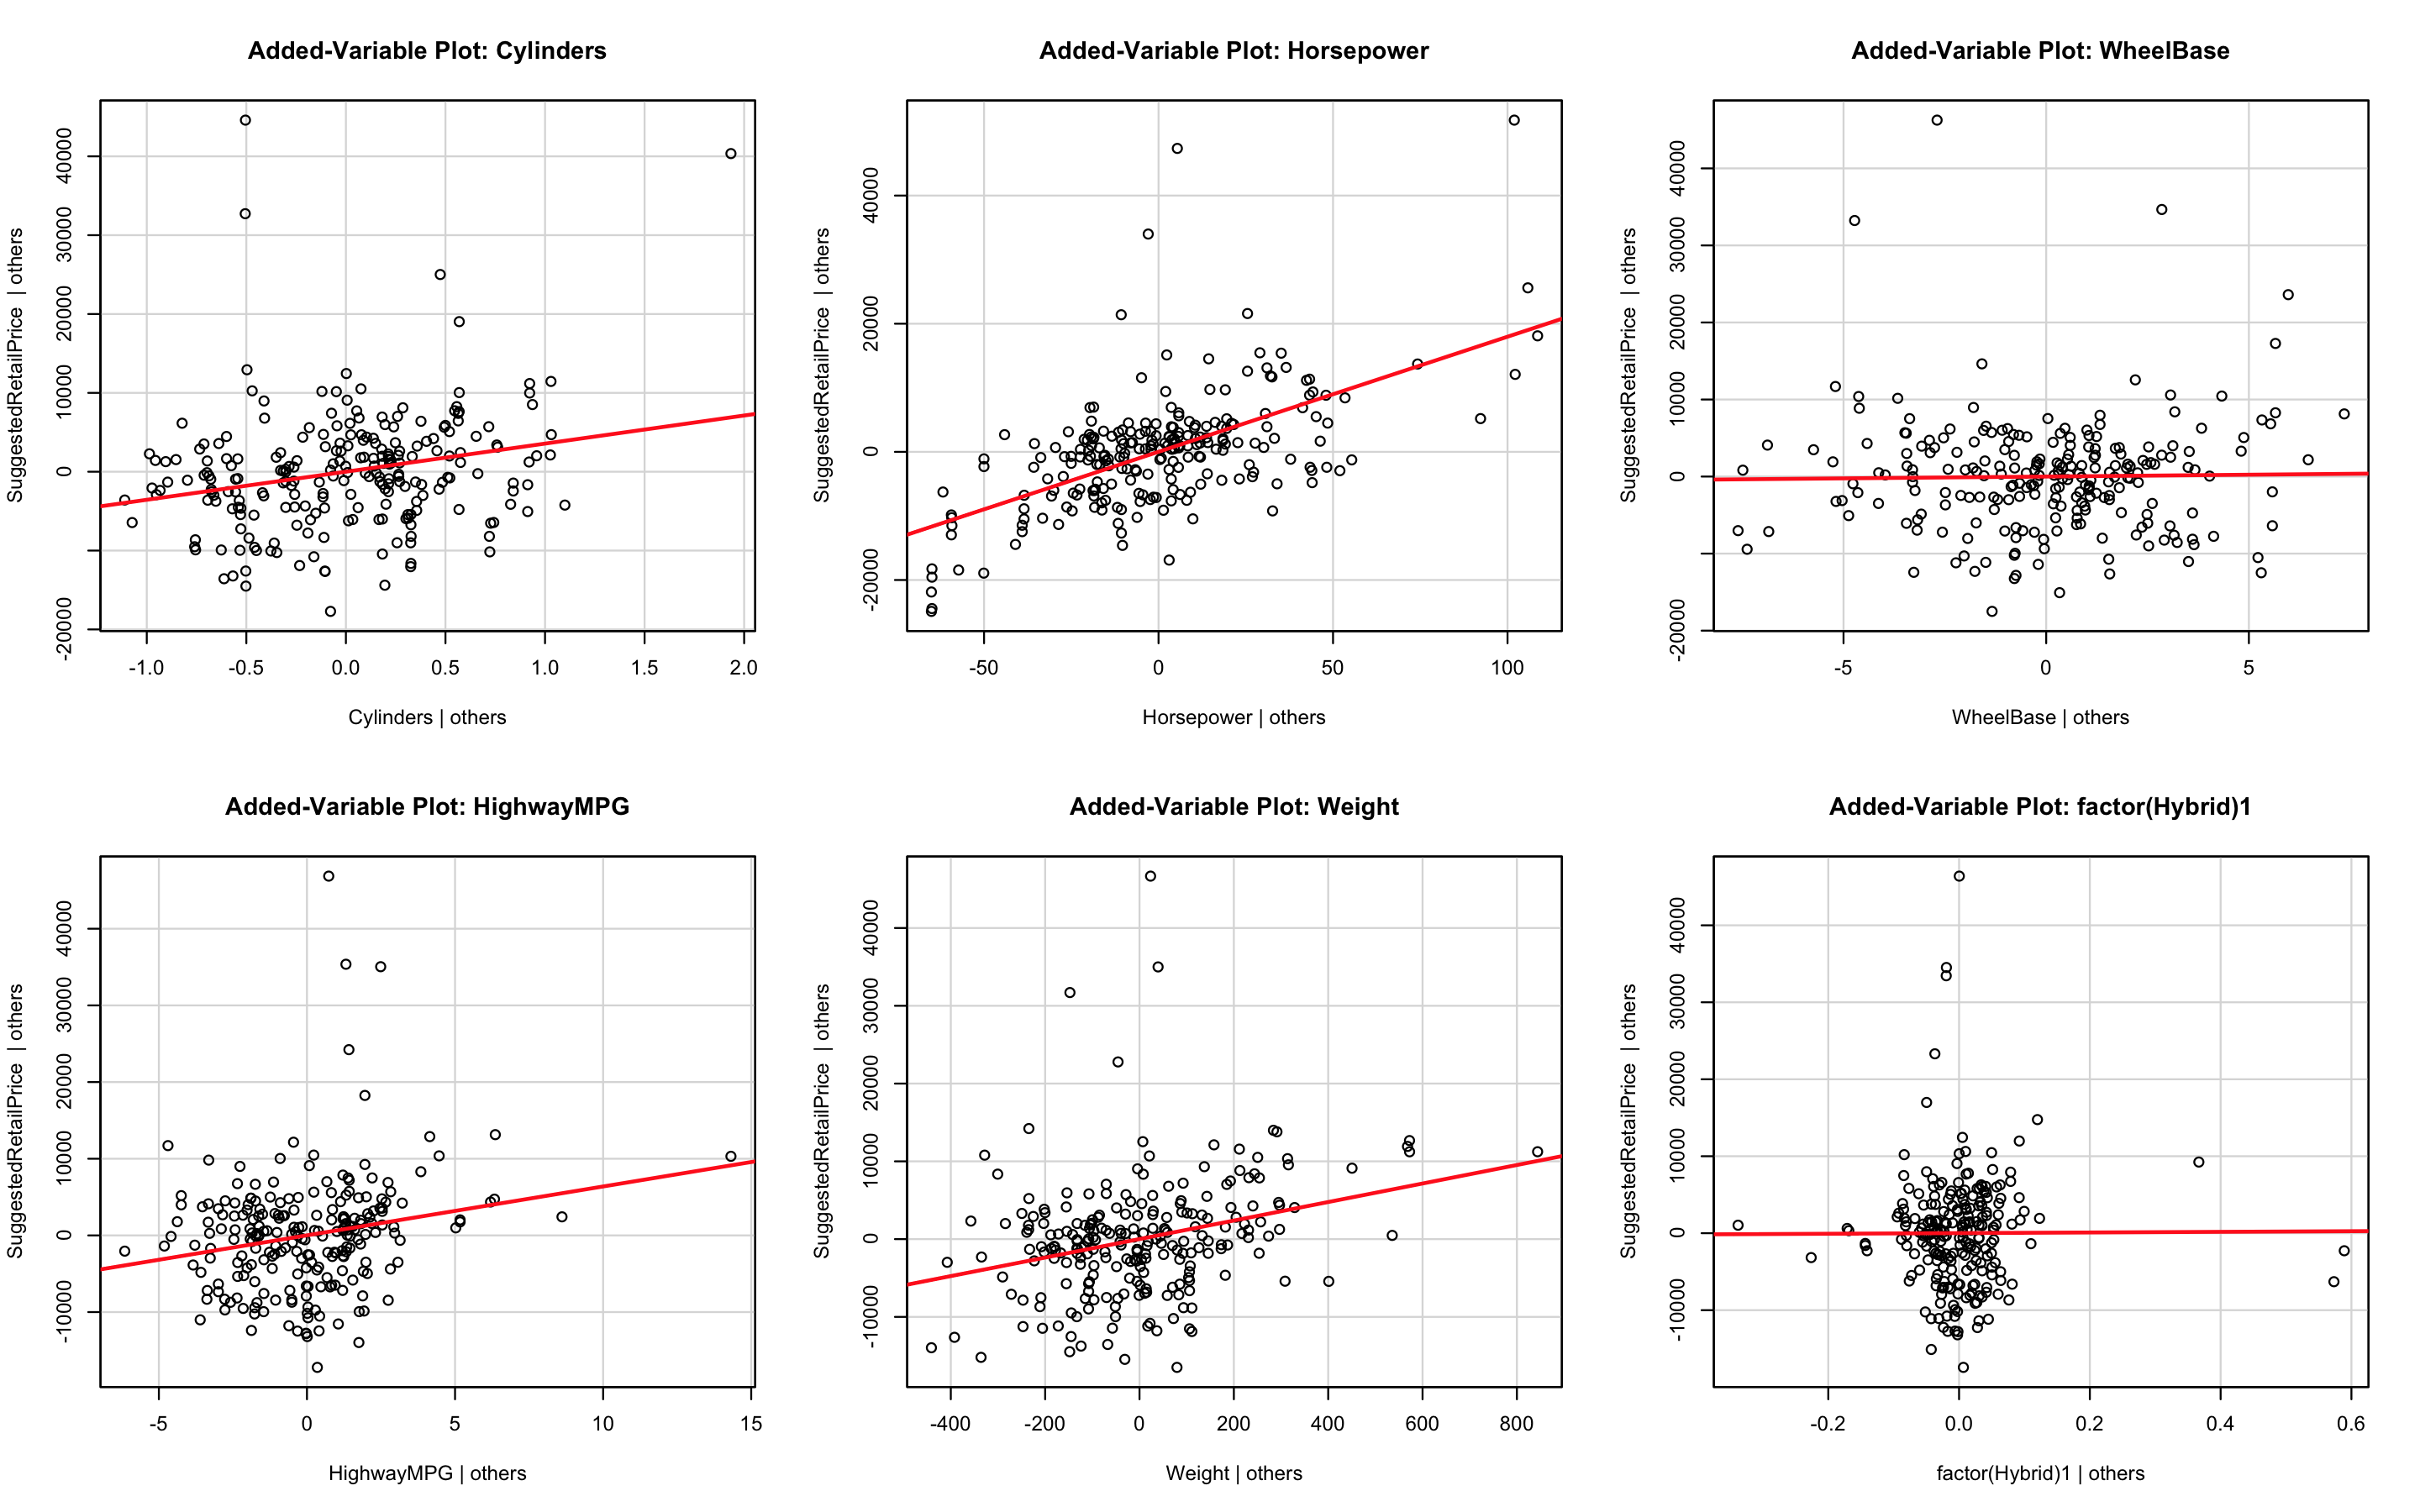 Added-Variable Plot: Cylinders
SuggestedRetailPrice | others
40000
30000
20000
10000
0
-20000
-1.0 -0.5 0.0 0.5 1.0 1.5 2.0
Cylinders | others
Added-Variable Plot: Horsepower
SuggestedRetailPrice | others
40000
20000
0
-20000
-50 0 50 100
Horsepower | others
Added-Variable Plot: WheelBase
SuggestedRetailPrice | others
40000
30000
20000
10000
0
-20000
-5 0 5
WheelBase | others
Added-Variable Plot: HighwayMPG
SuggestedRetailPrice | others
40000
30000
20000
10000
0
-10000
-5 0 5 10 15
HighwayMPG | others
Added-Variable Plot: Weight
SuggestedRetailPrice | others
40000
30000
20000
10000
0
-10000
-400 -200 0 200 400 600 800
Weight | others
Added-Variable Plot: factor(Hybrid)1
SuggestedRetailPrice | others
40000
30000
20000
10000
0
-10000
-0.2 0.0 0.2 0.4 0.6
factor(Hybrid)1 | others